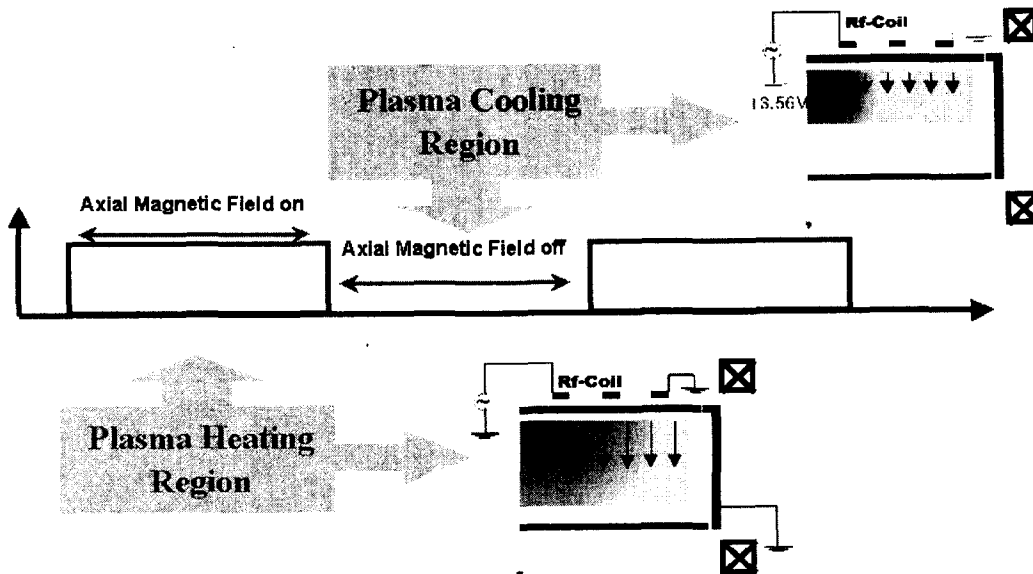 Rf-Coil
Plasma Cooling
Region
13.56M
Axial Magnetic Field on
Axial Magnetic Field off
Rf-Coil
Plasma Heating
Region